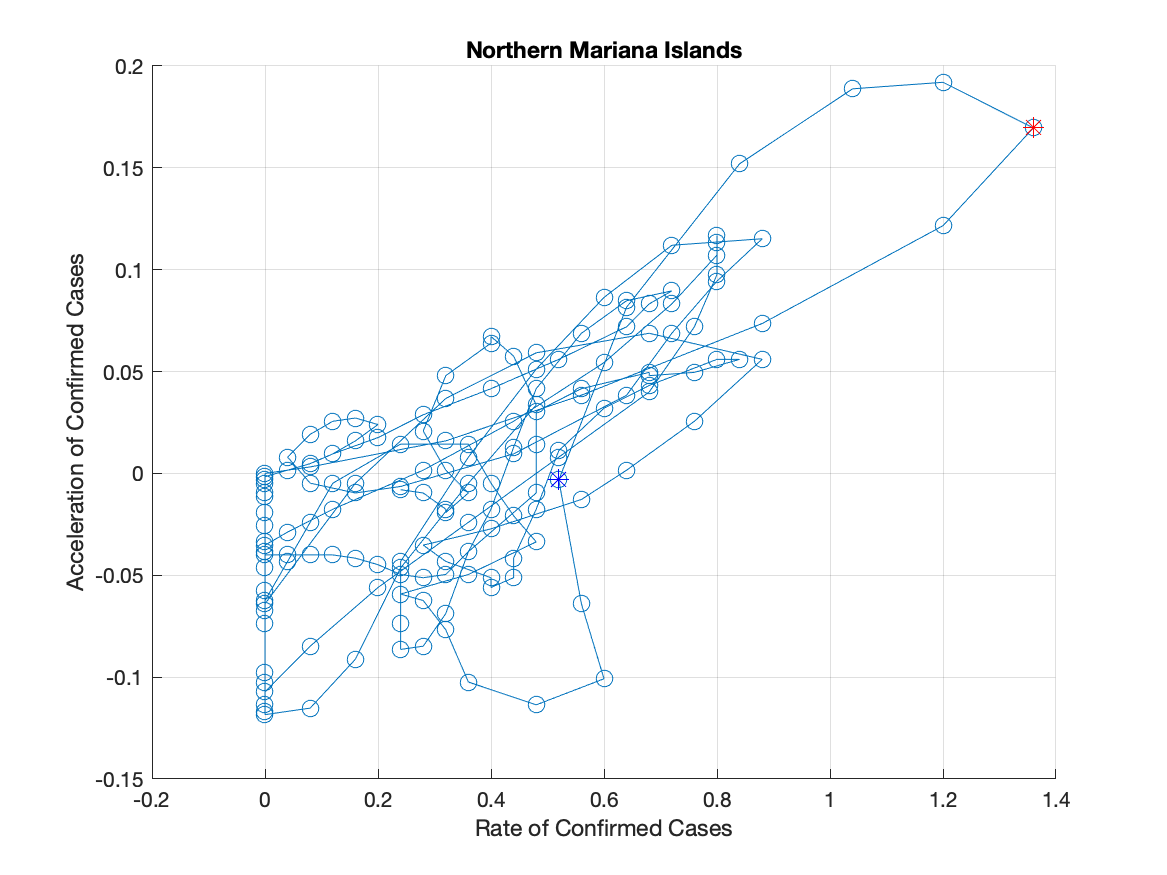 Northern Mariana Islands
0.2
0.15
0.1
0.05
0
-0.05
-0.1
-0.15
Acceleration of Confirmed Cases
-0.2 0 0.2 0.4 0.6 0.8 1 1.2 1.4
Rate of Confirmed Cases